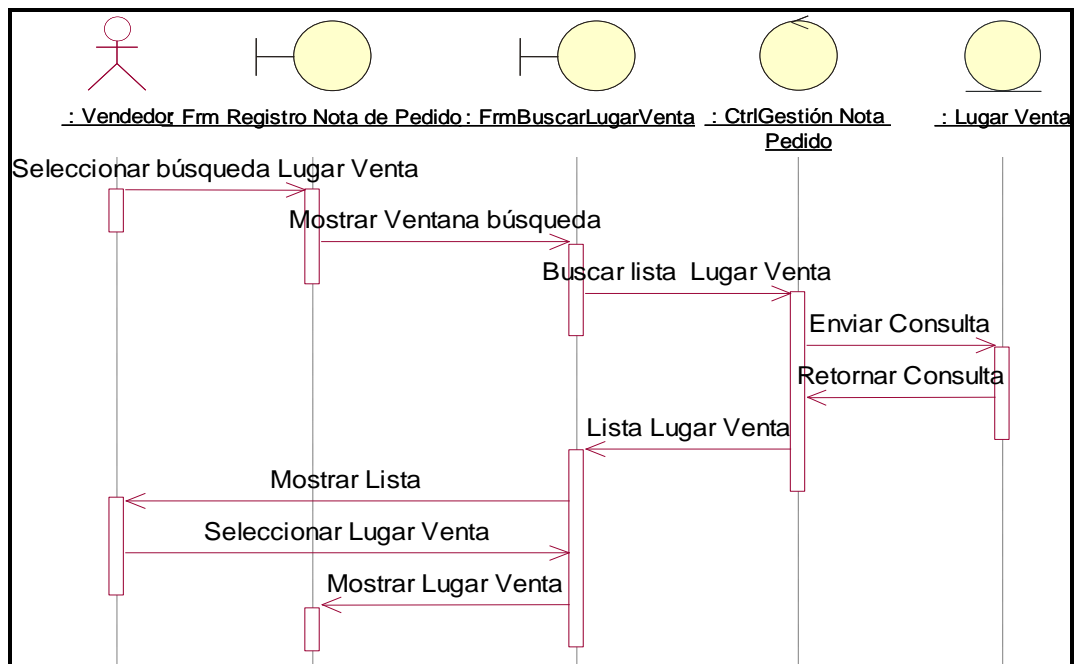 : Vendedor
: Frm Registro Nota de Pedido
: FrmBuscarLugarVenta
: CtrlGestión Nota
Pedido
: Lugar Venta
Seleccionar búsqueda Lugar Venta
Mostrar Ventana búsqueda
Buscar lista Lugar Venta
Enviar Consulta
Retornar Consulta
Lista Lugar Venta
Mostrar Lista
Seleccionar Lugar Venta
Mostrar Lugar Venta